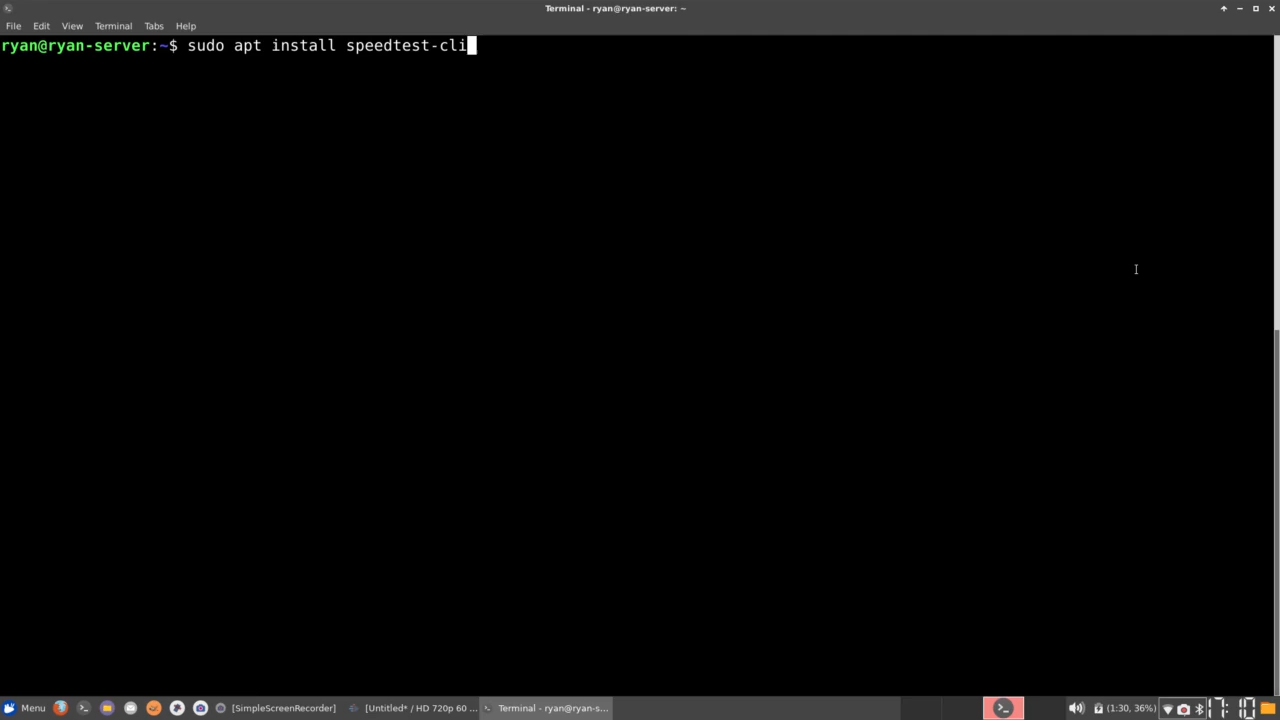 Terminal - ryan@ryan-server: ~
File Edit View Terminal Tabs Help
ryan@ryan-server:~$ sudo apt install speedtest-cli
Menu [SimpleScreenRecorder] [Untitled* / HD 720p 60 ... Terminal - ryan@ryan-s... (1:30, 36%)